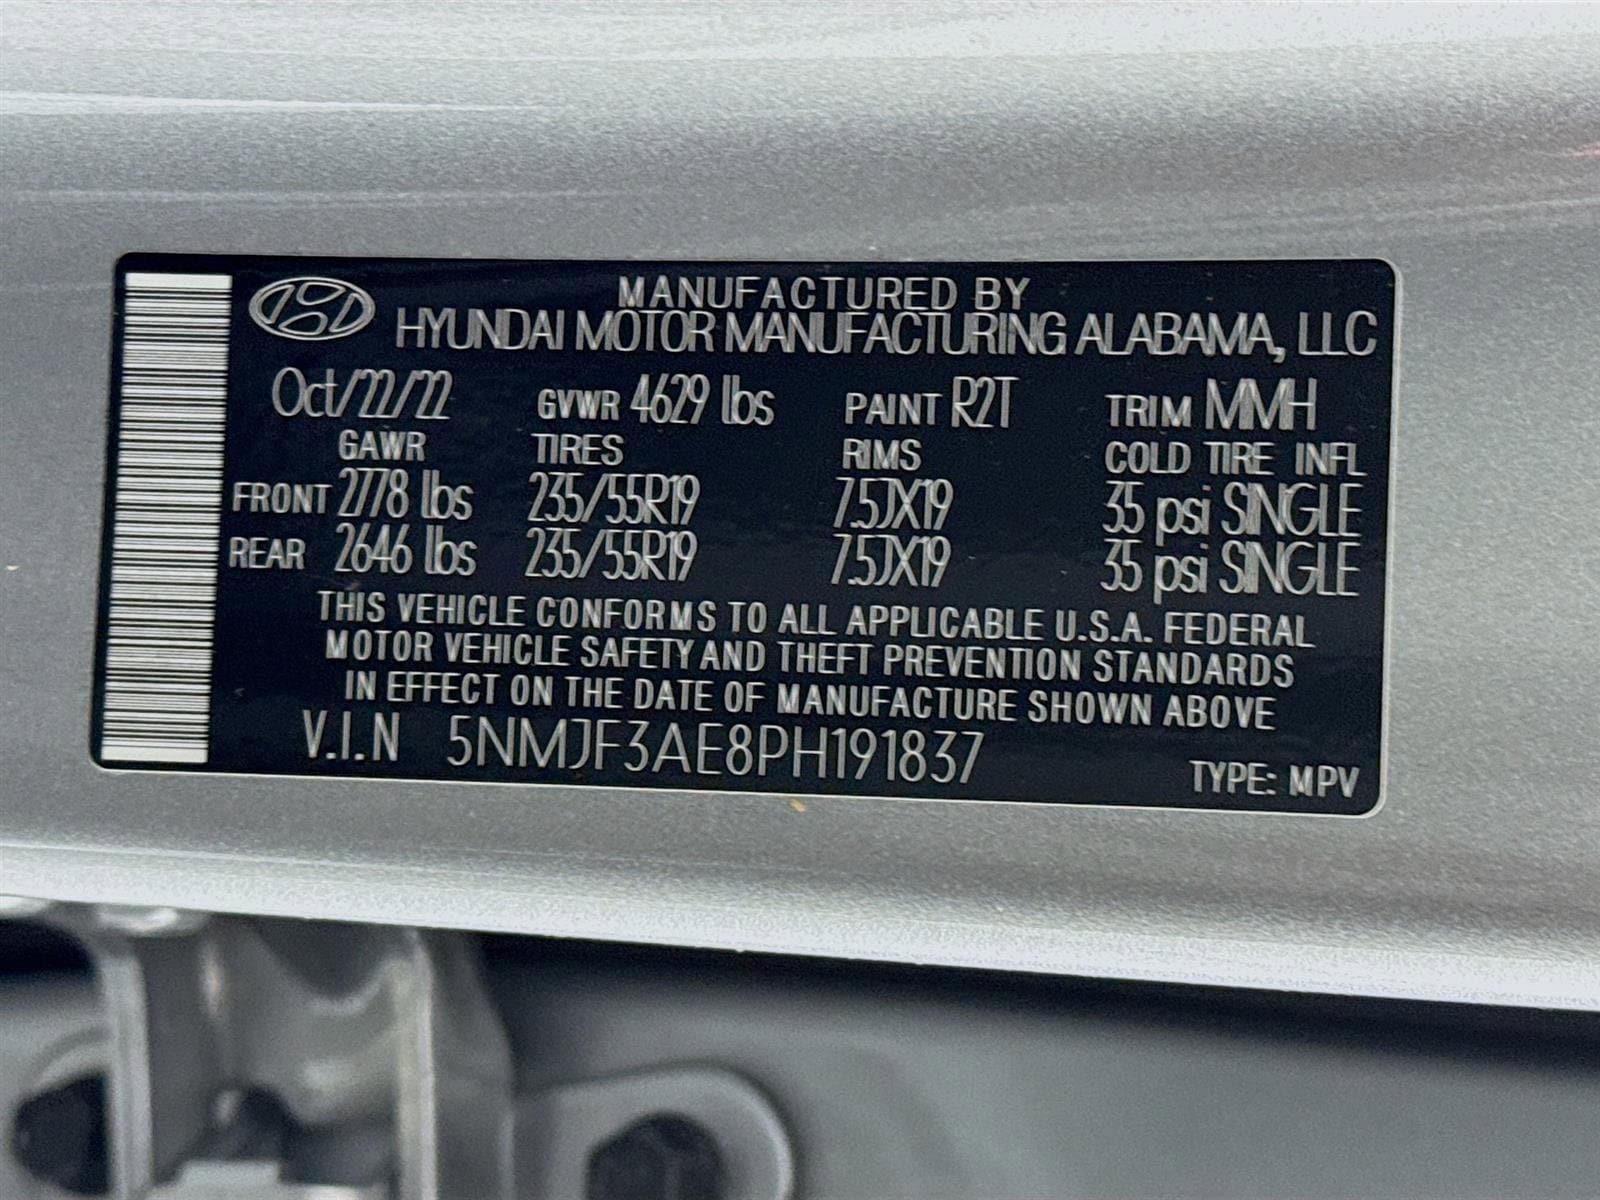 MANUFACTURED BY
HYUNDAI MOTOR MANUFACTURING ALABAMA, LLC
Oct/22/22 GVWR 4629 lbs PAINT R2T TRIM MMH
GAWR TIRES RIMS COLD TIRE INFL
FRONT 2778 lbs 235/55R19 7.5JX19 35 psi SINGLE
REAR 2646 lbs 235/55R19 7.5JX19 35 psi SINGLE
THIS VEHICLE CONFORMS TO ALL APPLICABLE U.S.A. FEDERAL
MOTOR VEHICLE SAFETY AND THEFT PREVENTION STANDARDS
IN EFFECT ON THE DATE OF MANUFACTURE SHOWN ABOVE
V.I.N 5NMJF3AE8PH191837 TYPE: MPV